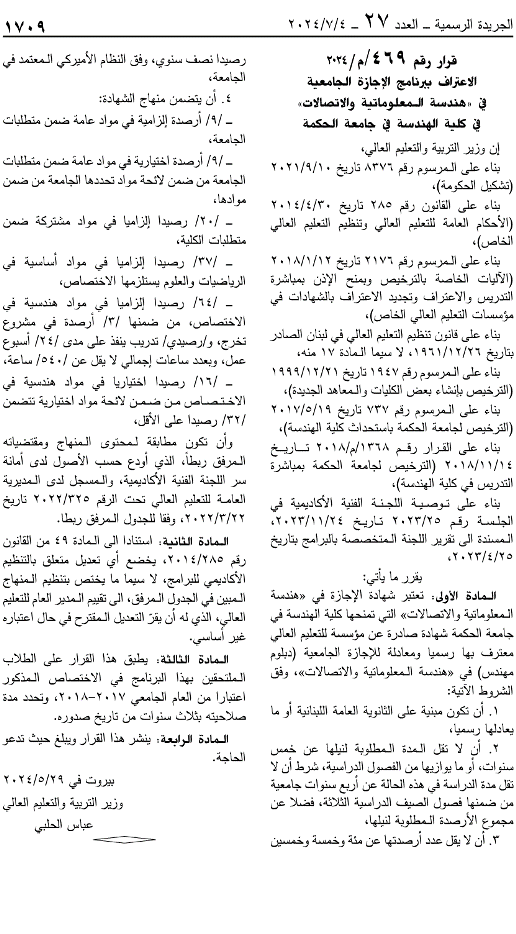 الجريدة الرسمية ــ العدد ٢٧ ــ ٢٠٢٤/٧/٤
١٧٠٩
قرار رقم ٤٦٩/م/٢٠٢٤
الاعتراف ببرنامج الإجازة الجامعية
في «هندسة المعلوماتية والاتصالات»
في كلية الهندسة في جامعة الحكمة
إن وزير التربية والتعليم العالي،
بناء على المرسوم رقم ٨٣٧٦ تاريخ ٢٠٢١/٩/١٠
(تشكيل الحكومة)،
بناء على القانون رقم ٢٨٥ تاريخ ٢٠١٤/٤/٣٠
(الأحكام العامة للتعليم العالي وتنظيم التعليم العالي
الخاص)،
بناء على المرسوم رقم ٢١٧٦ تاريخ ٢٠١٨/١/١٢
(الآليات الخاصة بالترخيص وبمنح الإذن بمباشرة
التدريس والاعتراف وتجديد الاعتراف بالشهادات في
مؤسسات التعليم العالي الخاص)،
بناء على قانون تنظيم التعليم العالي في لبنان الصادر
بتاريخ ١٩٦١/١٢/٢٦، لا سيما المادة ١٧ منه،
بناء على المرسوم رقم ١٩٤٧ تاريخ ١٩٩٩/١٢/٢١
(الترخيص بإنشاء بعض الكليات والمعاهد الجديدة)،
بناء على المرسوم رقم ٧٣٧ تاريخ ٢٠١٧/٥/١٩
(الترخيص لجامعة الحكمة باستحداث كلية الهندسة)،
بناء على القرار رقم ١٣٦٨/م/٢٠١٨ تاريخ
٢٠١٨/١١/١٤ (الترخيص لجامعة الحكمة بمباشرة
التدريس في كلية الهندسة)،
بناء على توصية اللجنة الفنية الأكاديمية في
الجلسة رقم ٢٠٢٣/٢٥ تاريخ ٢٠٢٣/١١/٢٤،
المسندة الى تقرير اللجنة المتخصصة بالبرامج بتاريخ
٢٠٢٣/٤/٢٥،
يقرر ما يأتي:
المادة الأولى: تعتبر شهادة الإجازة في «هندسة
المعلوماتية والاتصالات» التي تمنحها كلية الهندسة في
جامعة الحكمة شهادة صادرة عن مؤسسة للتعليم العالي
معترف بها رسميا ومعادلة للإجازة الجامعية (دبلوم
مهندس) في «هندسة المعلوماتية والاتصالات»، وفق
الشروط الآتية:
١. أن تكون مبنية على الثانوية العامة اللبنانية أو ما
يعادلها رسميا،
٢. أن لا تقل المدة المطلوبة لنيلها عن خمس
سنوات، أو ما يوازيها من الفصول الدراسية، شرط أن لا
تقل مدة الدراسة في هذه الحالة عن أربع سنوات جامعية
من ضمنها فصول الصيف الدراسية الثلاثة، فضلا عن
مجموع الأرصدة المطلوبة لنيلها،
٣. أن لا يقل عدد أرصدتها عن مئة وخمسة وخمسين
رصيدا نصف سنوي، وفق النظام الأميركي المعتمد في
الجامعة،
٤. أن يتضمن منهاج الشهادة:
ــ /٩/ أرصدة إلزامية في مواد عامة ضمن متطلبات
الجامعة،
ــ /٩/ أرصدة اختيارية في مواد عامة ضمن متطلبات
الجامعة من ضمن لائحة مواد تحددها الجامعة من ضمن
موادها،
ــ /٢٠/ رصيدا إلزاميا في مواد مشتركة ضمن
متطلبات الكلية،
ــ /٣٧/ رصيدا إلزاميا في مواد أساسية في
الرياضيات والعلوم يستلزمها الاختصاص،
ــ /٦٤/ رصيدا إلزاميا في مواد هندسية في
الاختصاص، من ضمنها /٣/ أرصدة في مشروع
تخرج، و/رصيدي/ تدريب ينفذ على مدى /٢٤/ أسبوع
عمل، وبعدد ساعات إجمالي لا يقل عن /٥٤٠/ ساعة،
ــ /١٦/ رصيدا اختياريا في مواد هندسية في
الاختصاص من ضمن لائحة مواد اختيارية تتضمن
/٣٢/ رصيدا على الأقل،
وأن تكون مطابقة لمحتوى المنهاج ومقتضياته
المرفق ربطاً، الذي أودع حسب الأصول لدى أمانة
سر اللجنة الفنية الأكاديمية، والمسجل لدى المديرية
العامة للتعليم العالي تحت الرقم ٢٠٢٢/٣٢٥ تاريخ
٢٠٢٢/٣/٢٢، وفقا للجدول المرفق ربطا.
المادة الثانية: استنادا الى المادة ٤٩ من القانون
رقم ٢٠١٤/٢٨٥، يخضع أي تعديل متعلق بالتنظيم
الأكاديمي للبرامج، لا سيما ما يختص بتنظيم المنهاج
المبين في الجدول المرفق، الى تقييم المدير العام للتعليم
العالي، الذي له أن يقرّ التعديل المقترح في حال اعتباره
غير أساسي.
المادة الثالثة: يطبق هذا القرار على الطلاب
الملتحقين بهذا البرنامج في الاختصاص المذكور
اعتبارا من العام الجامعي ٢٠١٧–٢٠١٨، وتحدد مدة
صلاحيته بثلاث سنوات من تاريخ صدوره.
المادة الرابعة: ينشر هذا القرار ويبلغ حيث تدعو
الحاجة.
بيروت في ٢٠٢٤/٥/٢٩
وزير التربية والتعليم العالي
عباس الحلبي